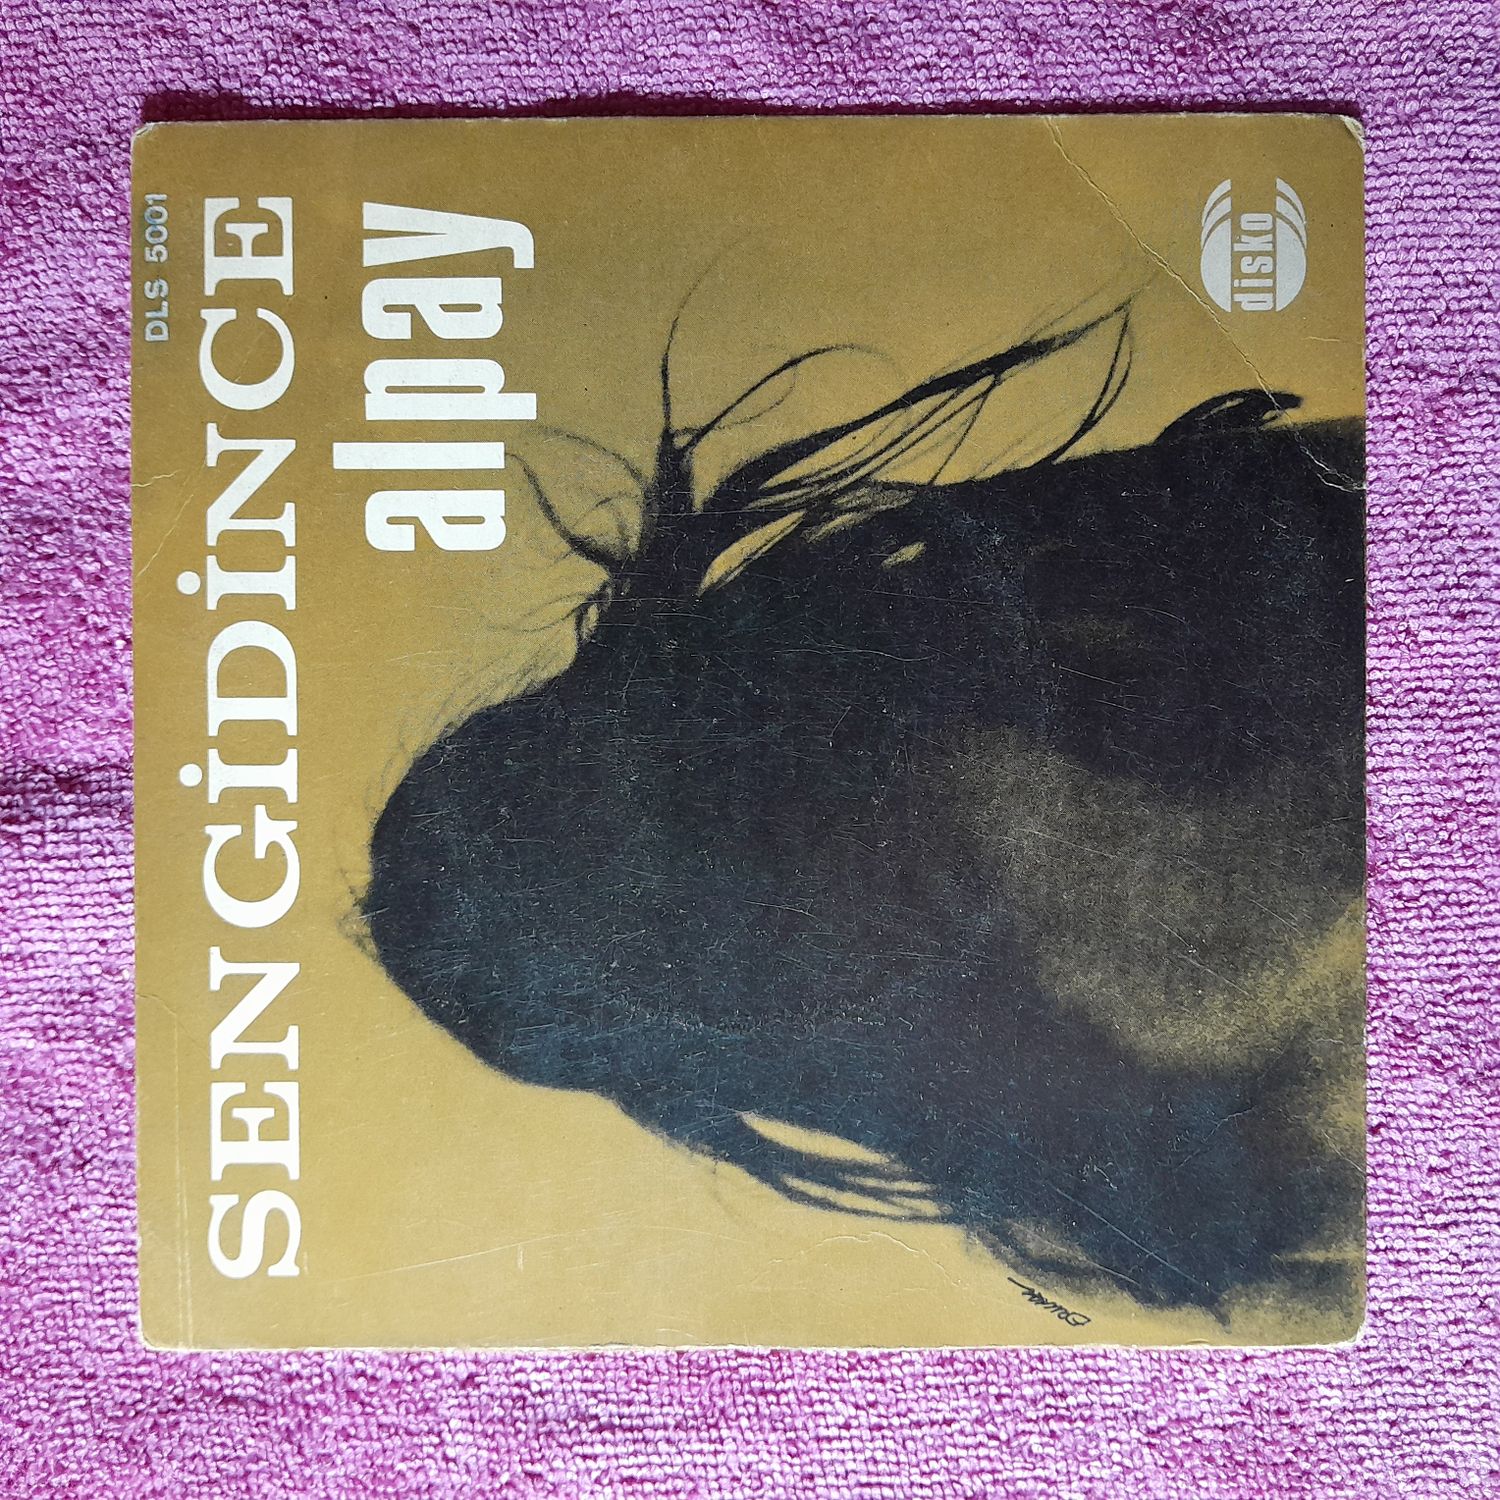 DLS 5001
SEN GİDİNCE
alpay
disko